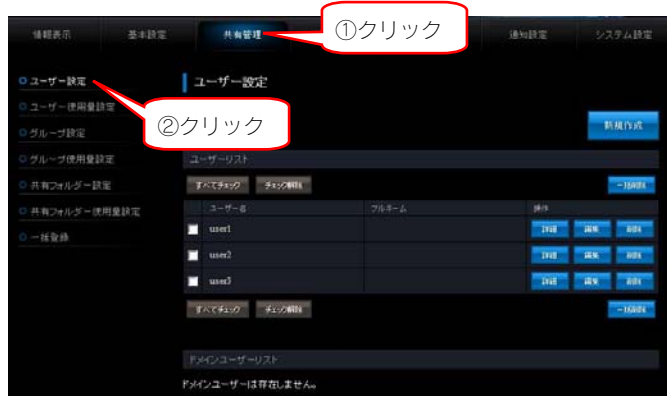 情報表示 基本設定 共有管理 ①クリック 通知設定 システム設定
ユーザー設定
ユーザー使用量設定
グループ設定
グループ使用量設定
共有フォルダー設定
共有フォルダー使用量設定
一括登録
②クリック
ユーザー設定
新規作成
ユーザーリスト
すべてチェック チェック解除 一括削除
ユーザー名 フルネーム 操作
user1 詳細 編集 削除
user2 詳細 編集 削除
user3 詳細 編集 削除
すべてチェック チェック解除 一括削除
ドメインユーザーリスト
ドメインユーザーは存在しません。